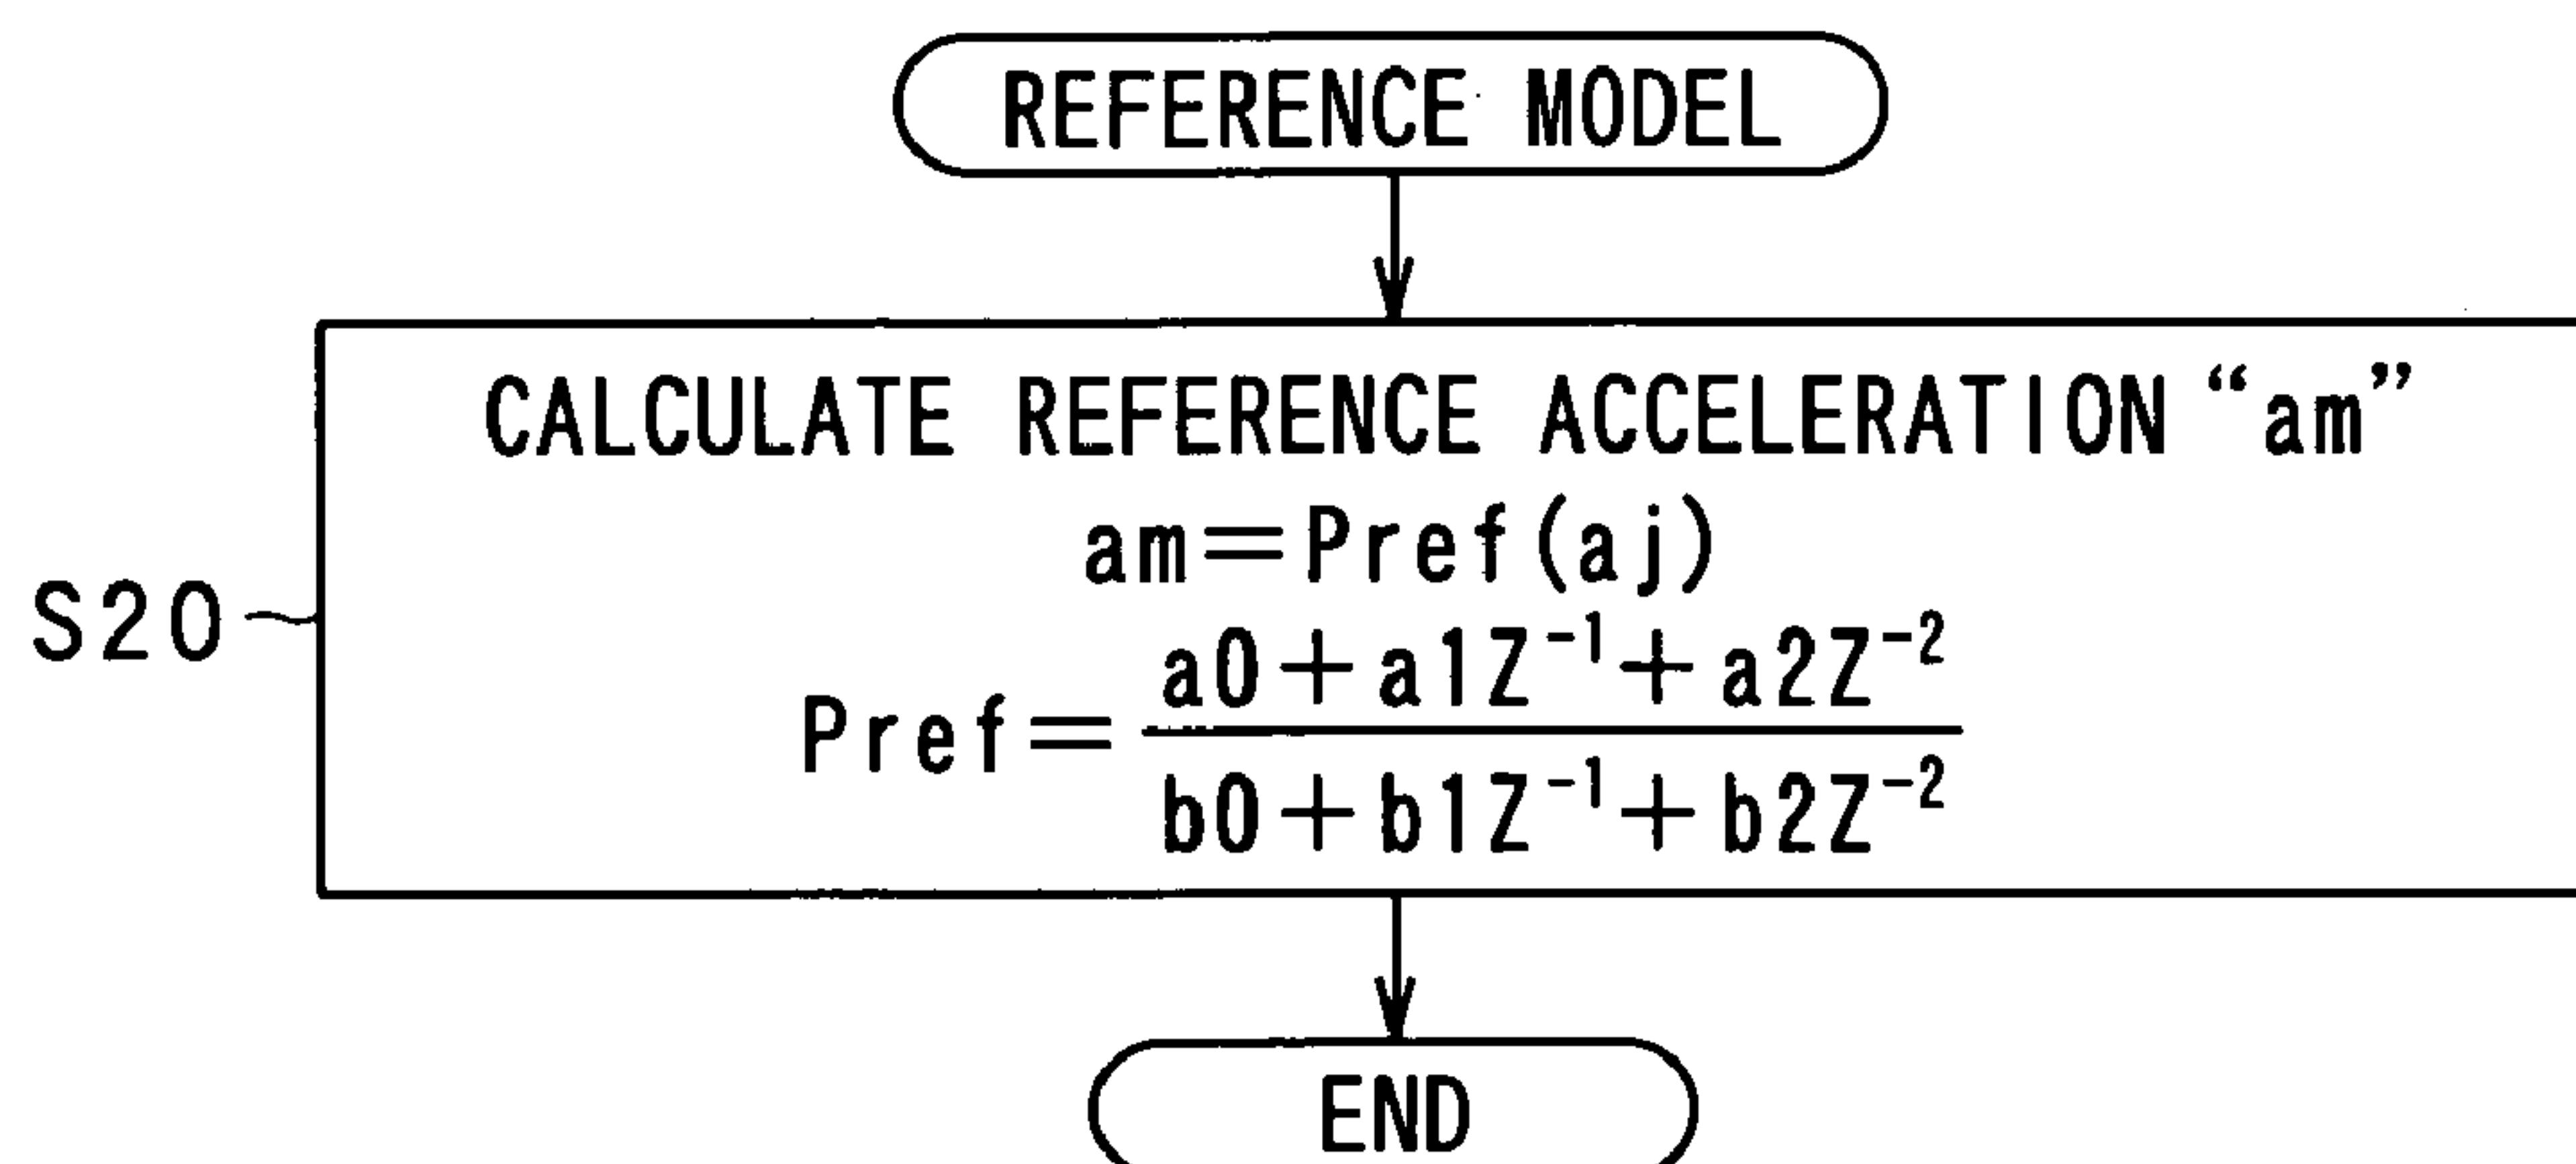 REFERENCE MODEL
CALCULATE REFERENCE ACCELERATION “am”
am=Pref(aj)
S20
Pref= a0+a1Z⁻¹+a2Z⁻²
b0+b1Z⁻¹+b2Z⁻²
END